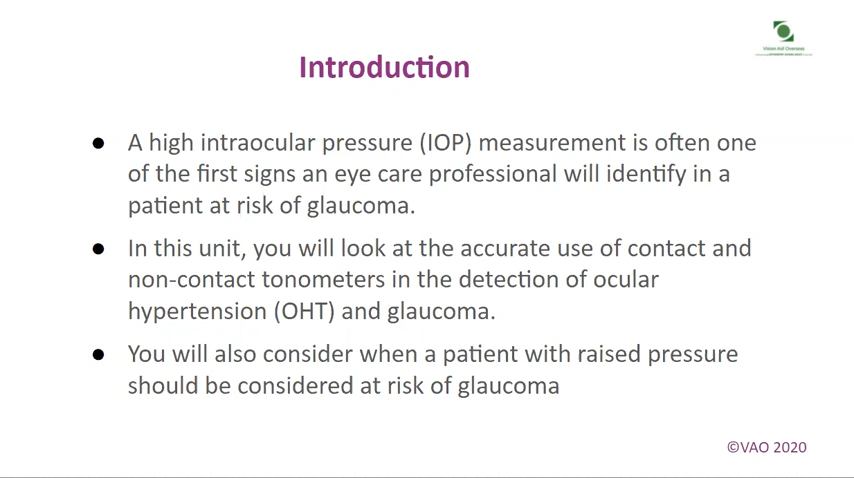 Vision Aid Overseas
Introduction
● A high intraocular pressure (IOP) measurement is often one
of the first signs an eye care professional will identify in a
patient at risk of glaucoma.
● In this unit, you will look at the accurate use of contact and
non-contact tonometers in the detection of ocular
hypertension (OHT) and glaucoma.
● You will also consider when a patient with raised pressure
should be considered at risk of glaucoma
©VAO 2020